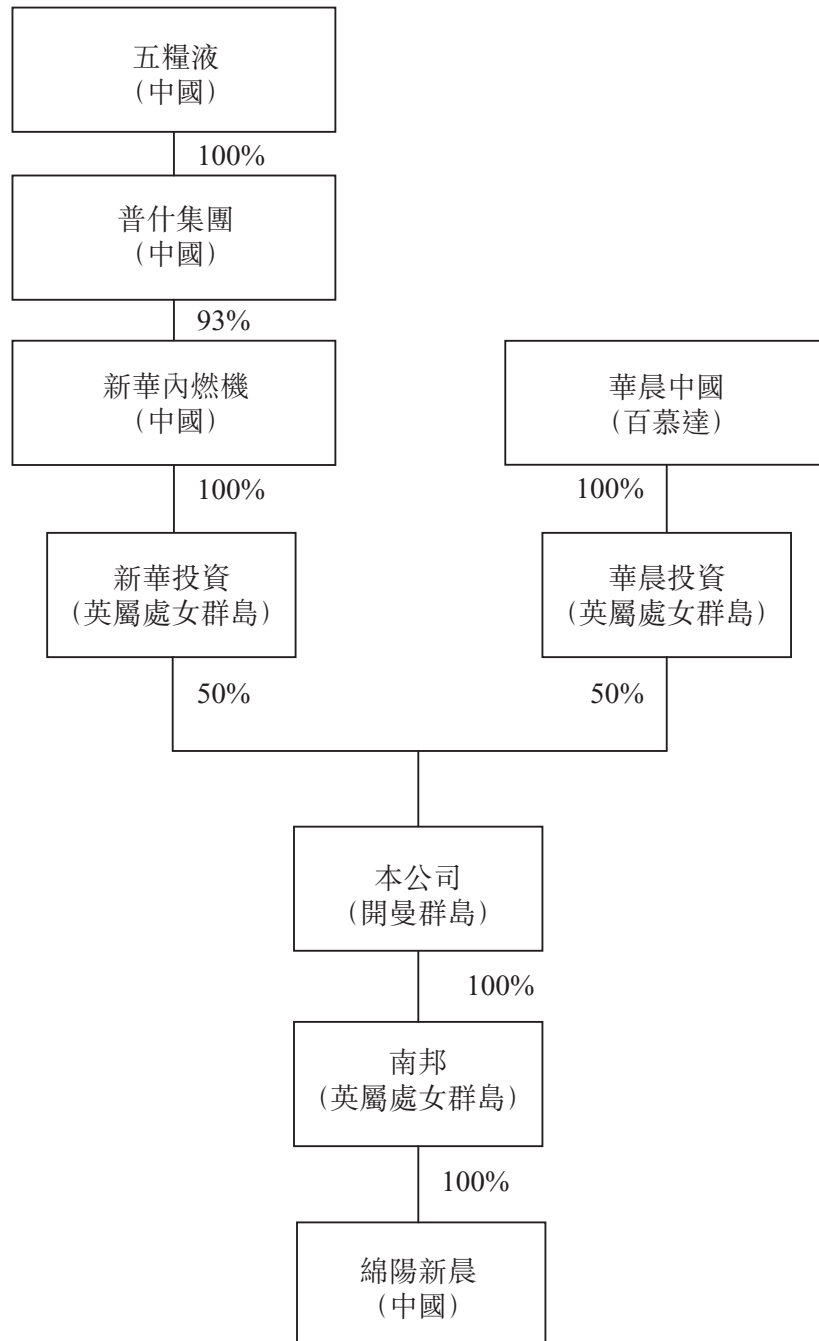 五糧液
（中國）
100%
普什集團
（中國）
93%
新華內燃機
（中國）
華晨中國
（百慕達）
100%
100%
新華投資
（英屬處女群島）
華晨投資
（英屬處女群島）
50%
50%
本公司
（開曼群島）
100%
南邦
（英屬處女群島）
100%
綿陽新晨
（中國）